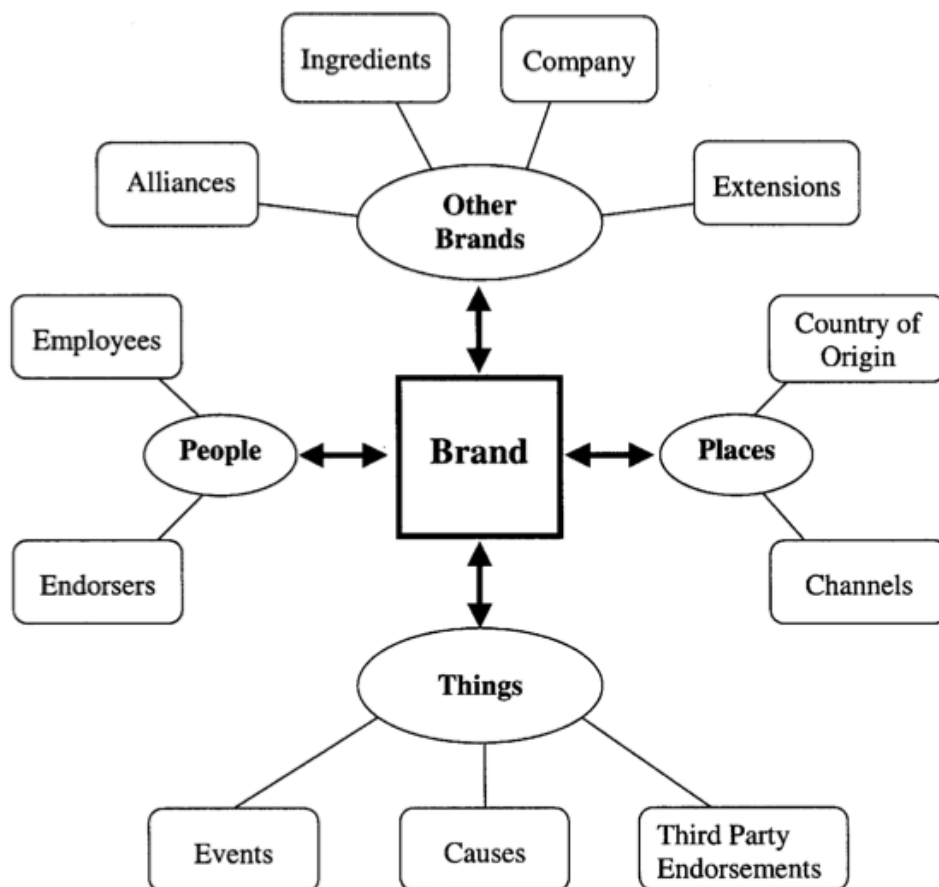 Ingredients
Company
Alliances
Extensions
Other
Brands
Employees
Country of
Origin
People
Brand
Places
Endorsers
Channels
Things
Events
Causes
Third Party
Endorsements